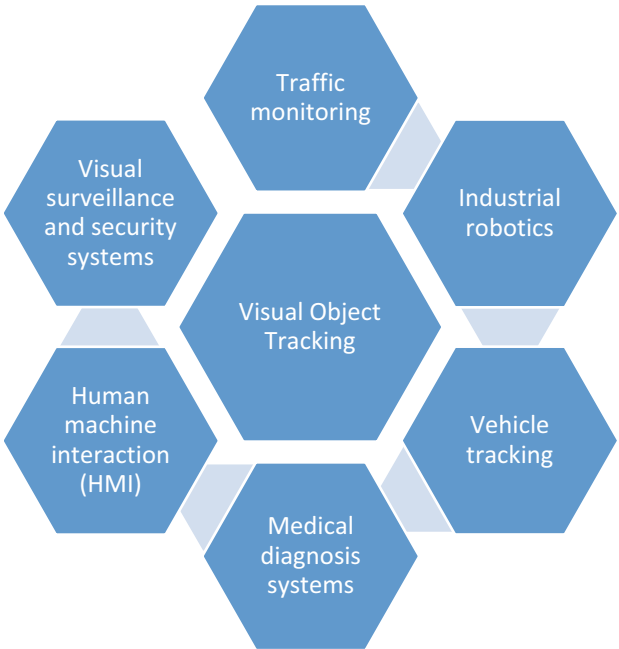 Traffic
monitoring
Industrial
robotics
Vehicle
tracking
Medical
diagnosis
systems
Human
machine
interaction
(HMI)
Visual
surveillance
and security
systems
Visual Object
Tracking